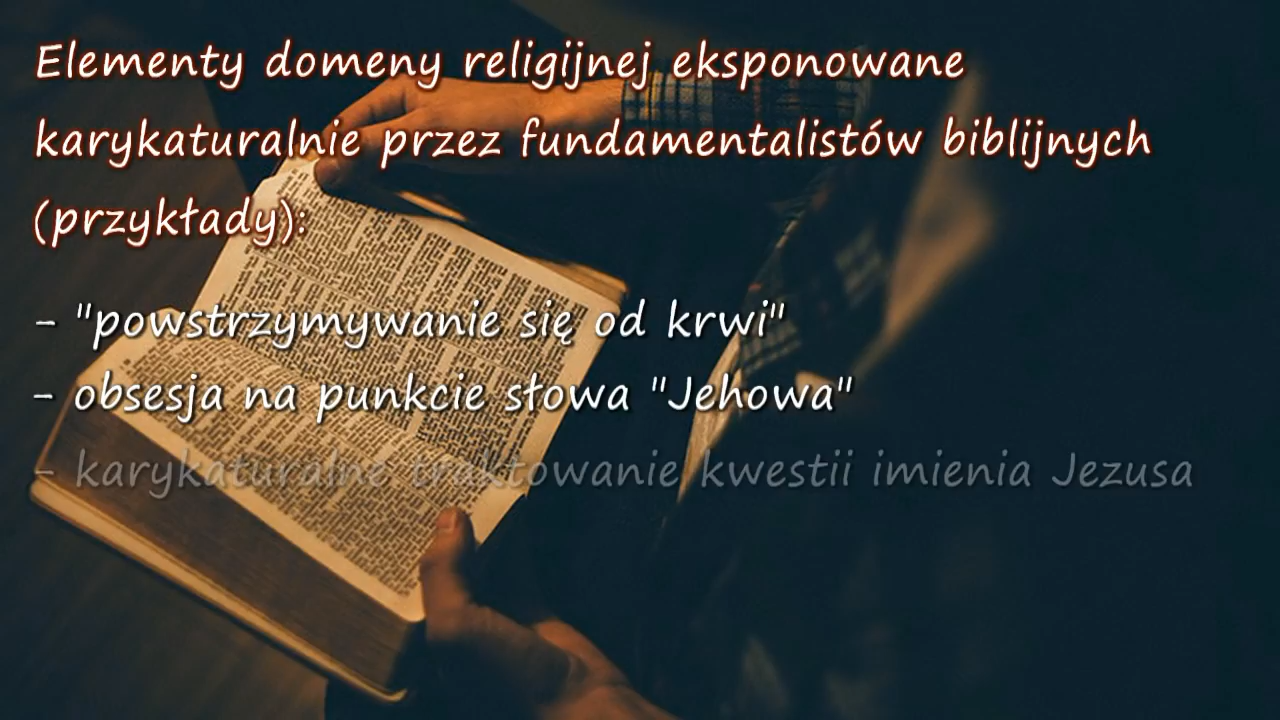 Elementy domeny religijnej eksponowane
karykaturalnie przez fundamentalistów biblijnych
(przykłady):
- "powstrzymywanie się od krwi"
- obsesja na punkcie słowa "Jehowa"
- karykaturalne traktowanie kwestii imienia Jezusa